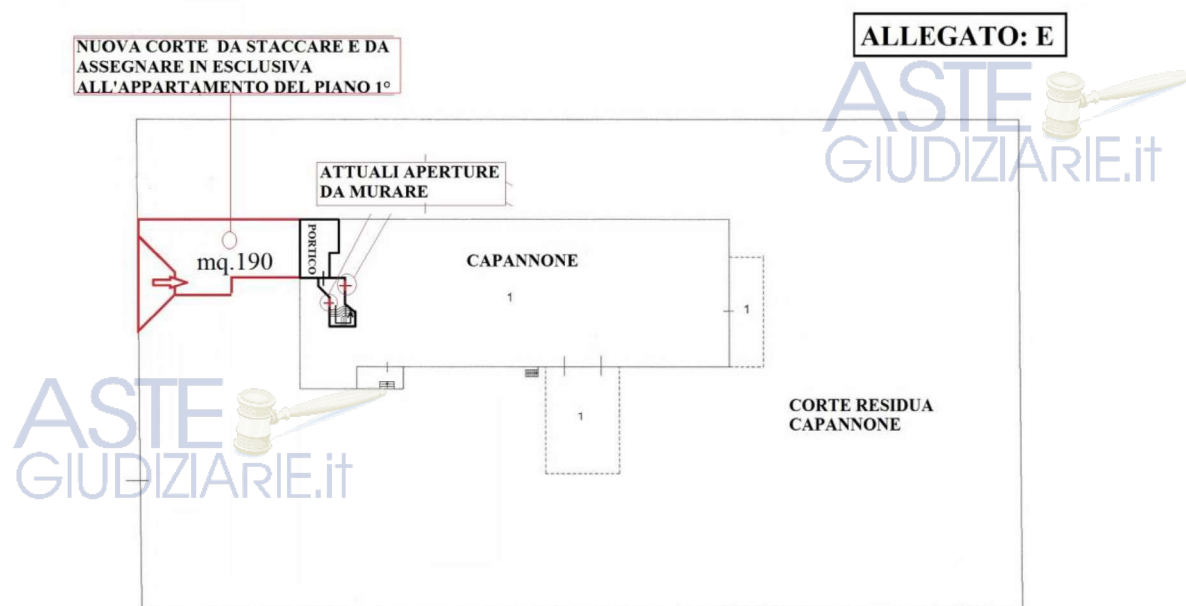 ALLEGATO: E
NUOVA CORTE DA STACCARE E DA
ASSEGNARE IN ESCLUSIVA
ALL'APPARTAMENTO DEL PIANO 1°
ASTE
GIUDIZIARIE.it
ATTUALI APERTURE
DA MURARE
PORTICO
mq.190
CAPANNONE
1
1
1
CORTE RESIDUA
CAPANNONE
ASTE
GIUDIZIARIE.it